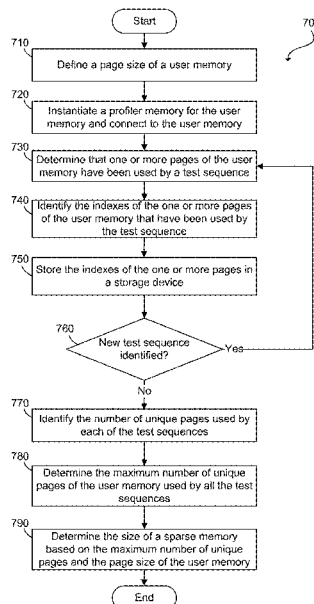 Start
70
710
Define a page size of a user memory
720
Instantiate a profiler memory for the user
memory and connect to the user memory
730
Determine that one or more pages of the user
memory have been used by a test sequence
740
Identify the indexes of the one or more pages
of the user memory that have been used by
the test sequence
750
Store the indexes of the one or more pages in
a storage device
760
New test sequence
identified?
Yes
No
770
Identify the number of unique pages used by
each of the test sequences
780
Determine the maximum number of unique
pages of the user memory used by all the test
sequences
790
Determine the size of a sparse memory
based on the maximum number of unique
pages and the page size of the user memory
End